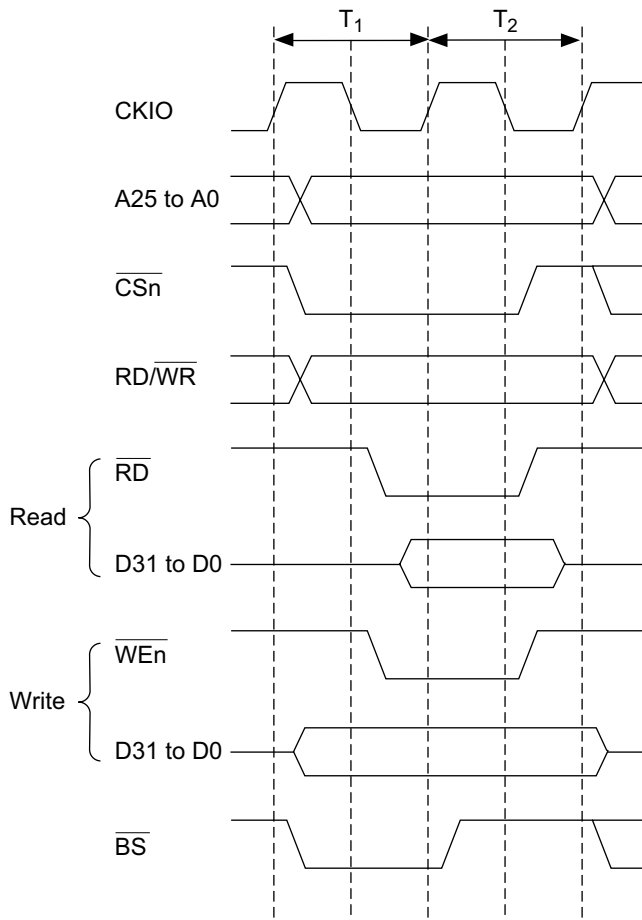 T1 T2
CKIO
A25 to A0
CSn
RD/WR
RD
Read
D31 to D0
WEn
Write
D31 to D0
BS